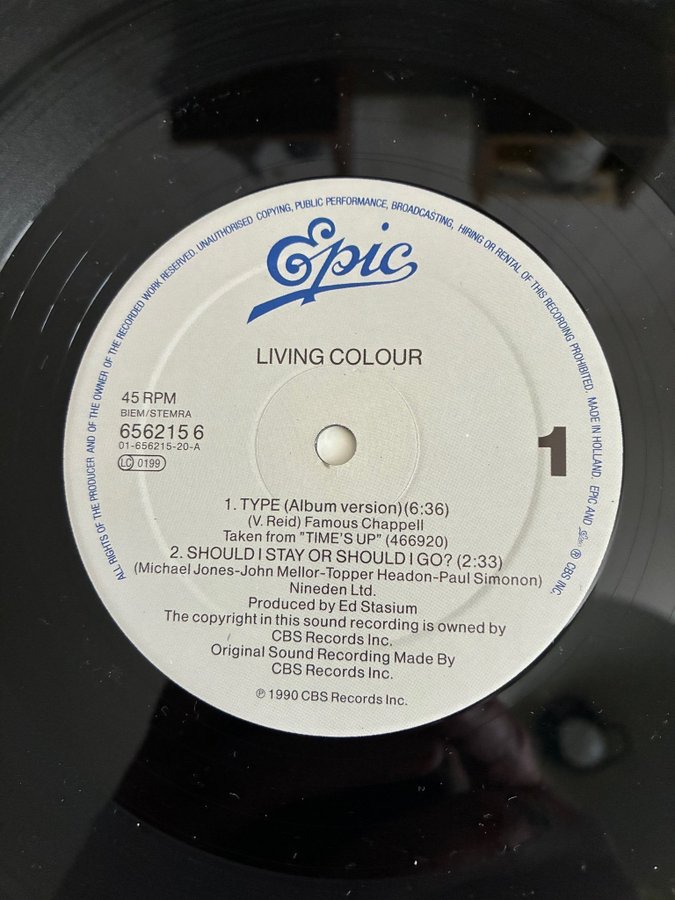 ALL RIGHTS OF THE PRODUCER AND OF THE OWNER OF THE RECORDED WORK RESERVED. UNAUTHORISED COPYING, PUBLIC PERFORMANCE, BROADCASTING, HIRING OR RENTAL OF THIS RECORDING PROHIBITED. MADE IN HOLLAND. EPIC AND Epic ® CBS INC.
Epic
LIVING COLOUR
45 RPM
BIEM/STEMRA
656215 6
01-656215-20-A
LC 0199
1
1. TYPE (Album version)(6:36)
(V. Reid) Famous Chappell
Taken from "TIME'S UP" (466920)
2. SHOULD I STAY OR SHOULD I GO? (2:33)
(Michael Jones-John Mellor-Topper Headon-Paul Simonon)
Nineden Ltd.
Produced by Ed Stasium
The copyright in this sound recording is owned by
CBS Records Inc.
Original Sound Recording Made By
CBS Records Inc.
℗ 1990 CBS Records Inc.